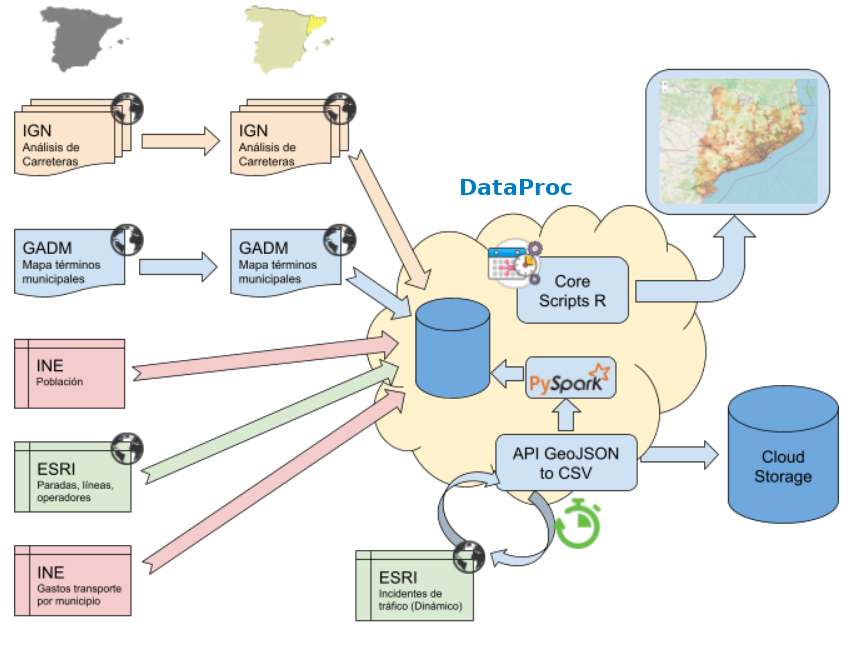 IGN
Análisis de
Carreteras
IGN
Análisis de
Carreteras
DataProc
GADM
Mapa términos
municipales
GADM
Mapa términos
municipales
Core
Scripts R
INE
Población
PySpark
ESRI
Paradas, líneas,
operadores
API GeoJSON
to CSV
Cloud
Storage
INE
Gastos transporte
por municipio
ESRI
Incidentes de
tráfico (Dinámico)